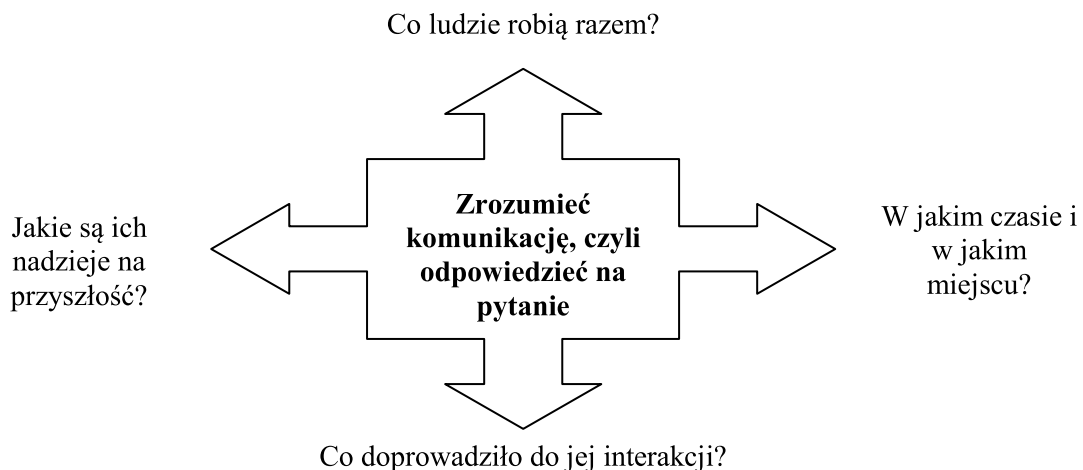 Co ludzie robią razem?
Zrozumieć
komunikację, czyli
odpowiedzieć na
pytanie
Jakie są ich
nadzieje na
przyszłość?
W jakim czasie i
w jakim
miejscu?
Co doprowadziło do jej interakcji?